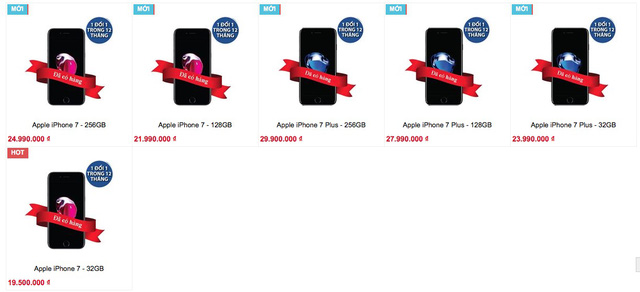 MỚI
1 ĐỔI 1
TRONG 12
THÁNG
Đã có hàng
Apple iPhone 7 - 256GB
24.990.000 ₫
MỚI
1 ĐỔI 1
TRONG 12
THÁNG
Đã có hàng
Apple iPhone 7 - 128GB
21.990.000 ₫
MỚI
1 ĐỔI 1
TRONG 12
THÁNG
Đã có hàng
Apple iPhone 7 Plus - 256GB
29.900.000 ₫
MỚI
1 ĐỔI 1
TRONG 12
THÁNG
Đã có hàng
Apple iPhone 7 Plus - 128GB
27.990.000 ₫
MỚI
1 ĐỔI 1
TRONG 12
THÁNG
Đã có hàng
Apple iPhone 7 Plus - 32GB
23.990.000 ₫
HOT
1 ĐỔI 1
TRONG 12
THÁNG
Đã có hàng
Apple iPhone 7 - 32GB
19.500.000 ₫